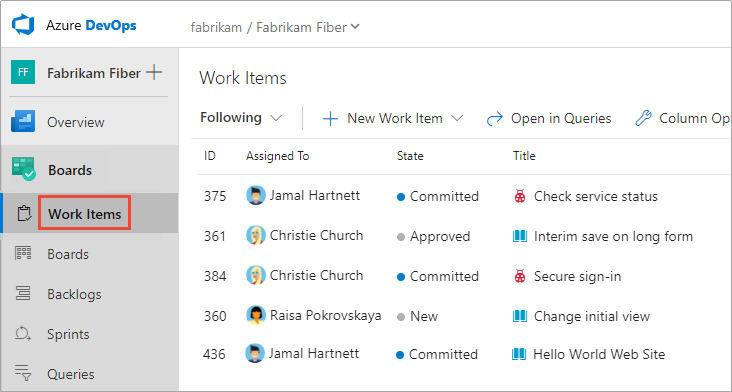 Azure DevOps
fabrikam / Fabrikam Fiber
FF Fabrikam Fiber
Overview
Boards
Work Items
Boards
Backlogs
Sprints
Queries
Work Items
Following New Work Item Open in Queries Column Op
ID Assigned To State Title
375 Jamal Hartnett Committed Check service status
361 Christie Church Approved Interim save on long form
384 Christie Church Committed Secure sign-in
360 Raisa Pokrovskaya New Change initial view
436 Jamal Hartnett Committed Hello World Web Site